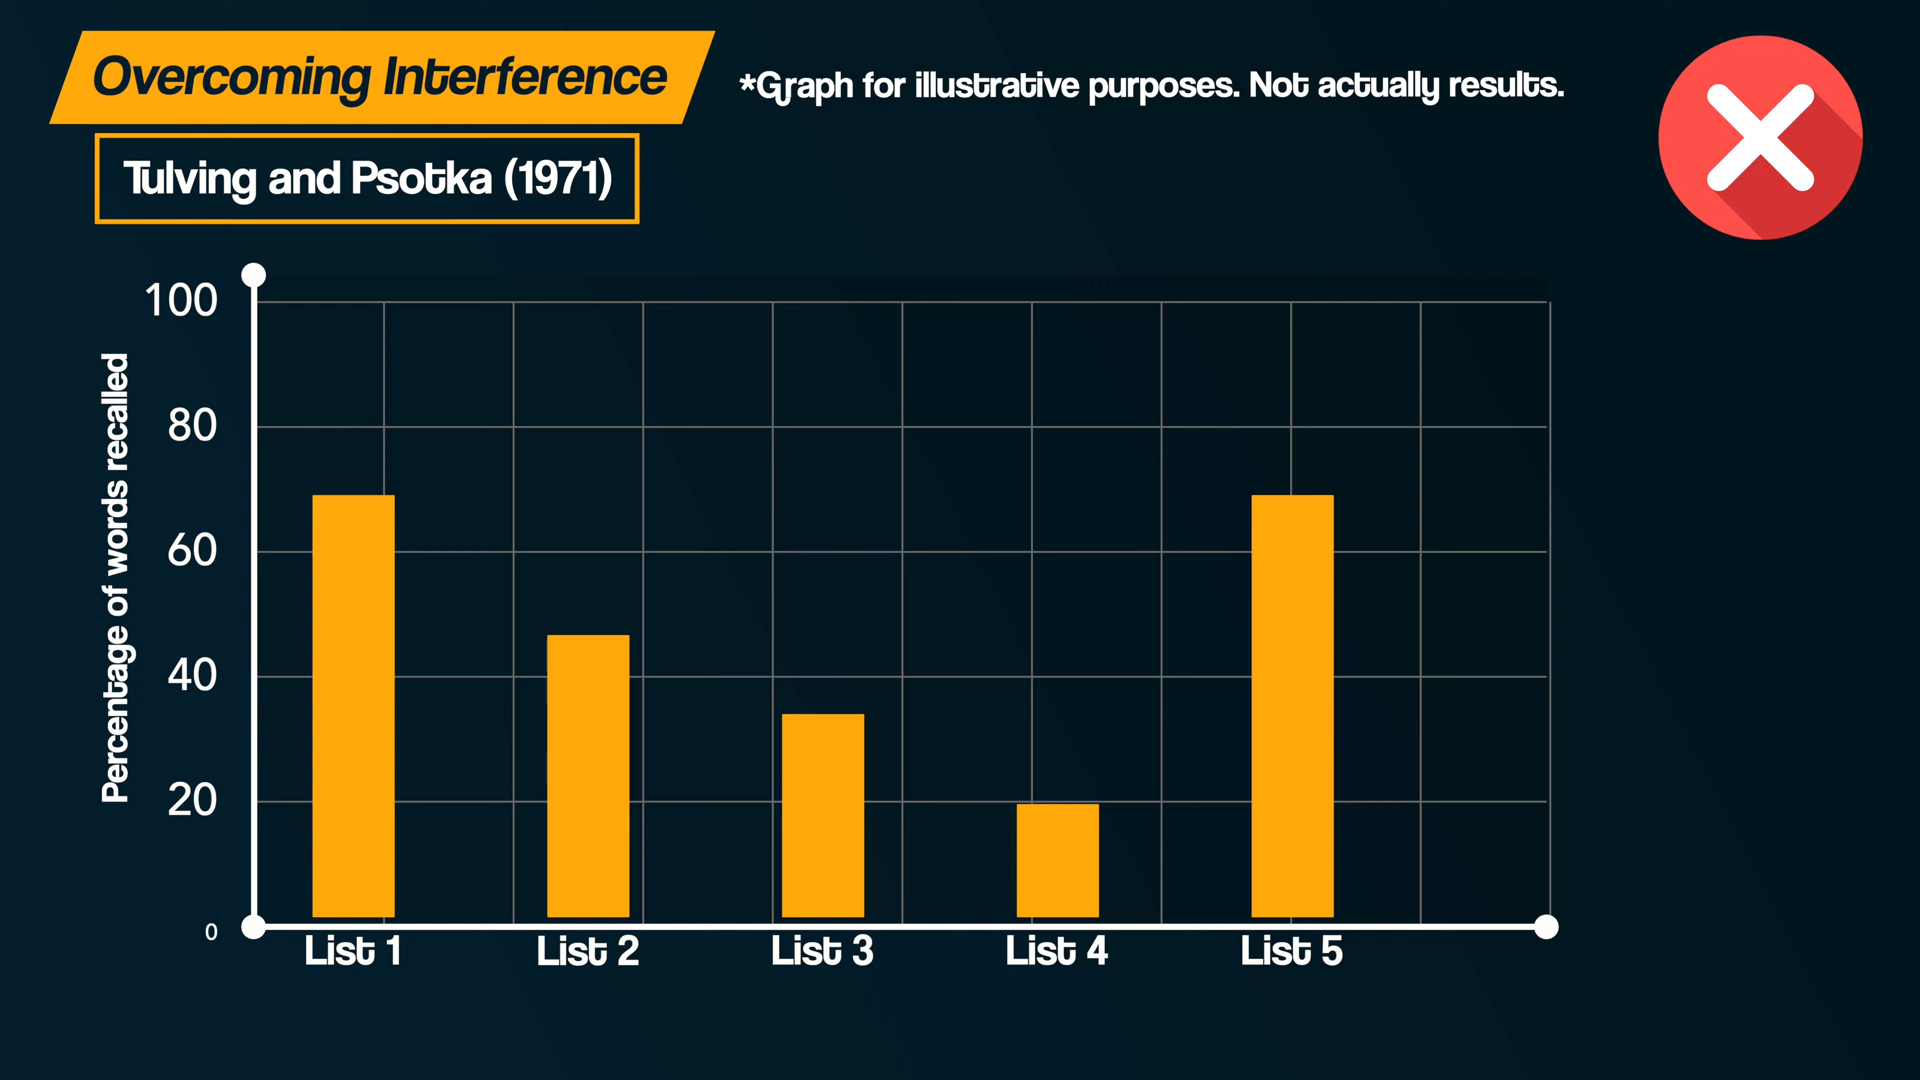 Overcoming Interference
*Graph for illustrative purposes. Not actually results.
Tulving and Psotka (1971)
Percentage of words recalled
100
80
60
40
20
0
List 1
List 2
List 3
List 4
List 5